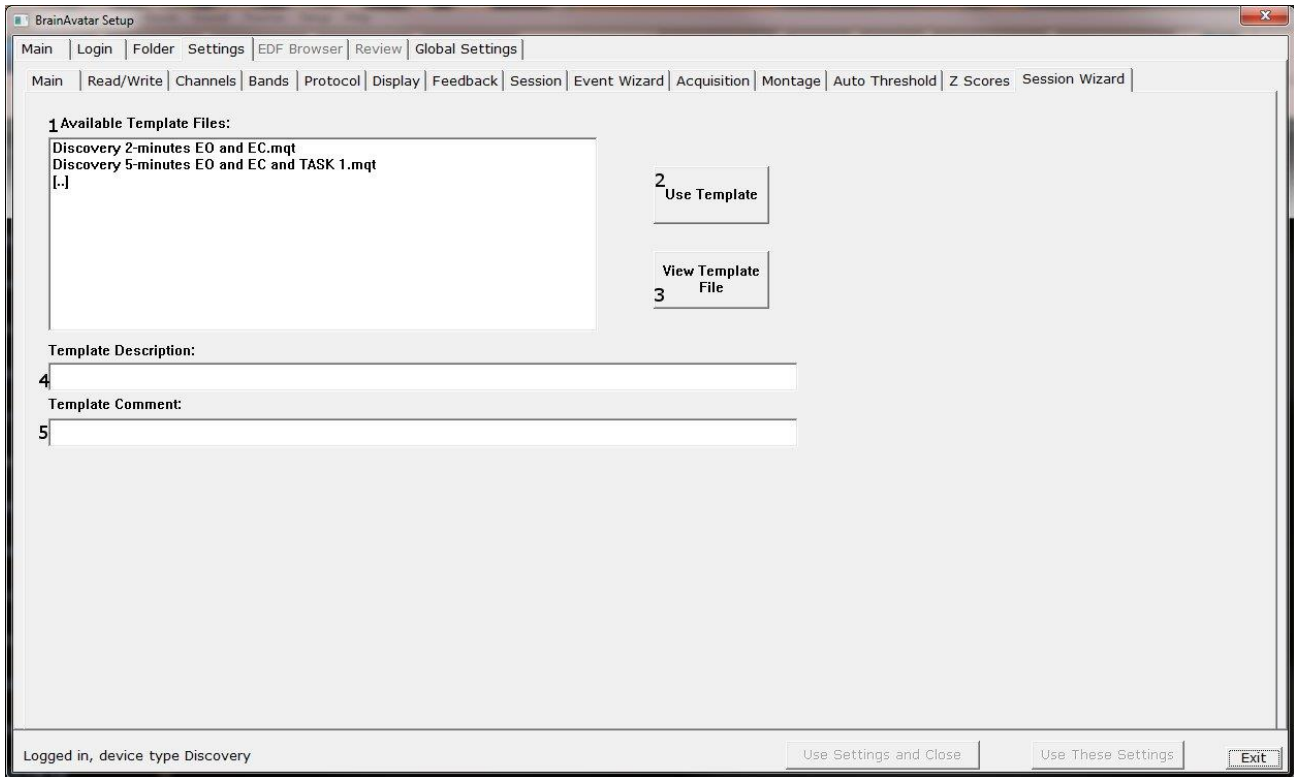 BrainAvatar Setup
Main Login Folder Settings EDF Browser Review Global Settings
Main Read/Write Channels Bands Protocol Display Feedback Session Event Wizard Acquisition Montage Auto Threshold Z Scores Session Wizard
1 Available Template Files:
Discovery 2-minutes EO and EC.mqt
Discovery 5-minutes EO and EC and TASK 1.mqt
[..]
2 Use Template
View Template
3 File
Template Description:
4
Template Comment:
5
Logged in, device type Discovery
Use Settings and Close
Use These Settings
Exit